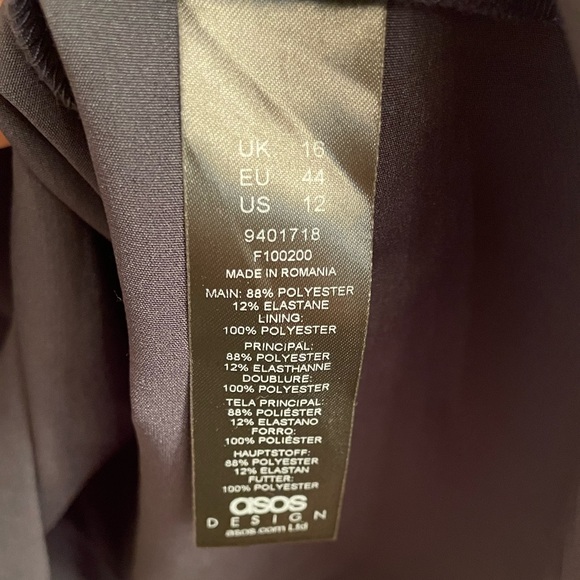 UK 16
EU 44
US 12
9401718
F100200
MADE IN ROMANIA
MAIN: 88% POLYESTER
12% ELASTANE
LINING:
100% POLYESTER
PRINCIPAL:
88% POLYESTER
12% ELASTHANNE
DOUBLURE:
100% POLYESTER
TELA PRINCIPAL:
88% POLIÉSTER
12% ELASTANO
FORRO:
100% POLIÉSTER
HAUPTSTOFF:
88% POLYESTER
12% ELASTAN
FUTTER:
100% POLYESTER
asos
DESIGN
asos.com Ltd